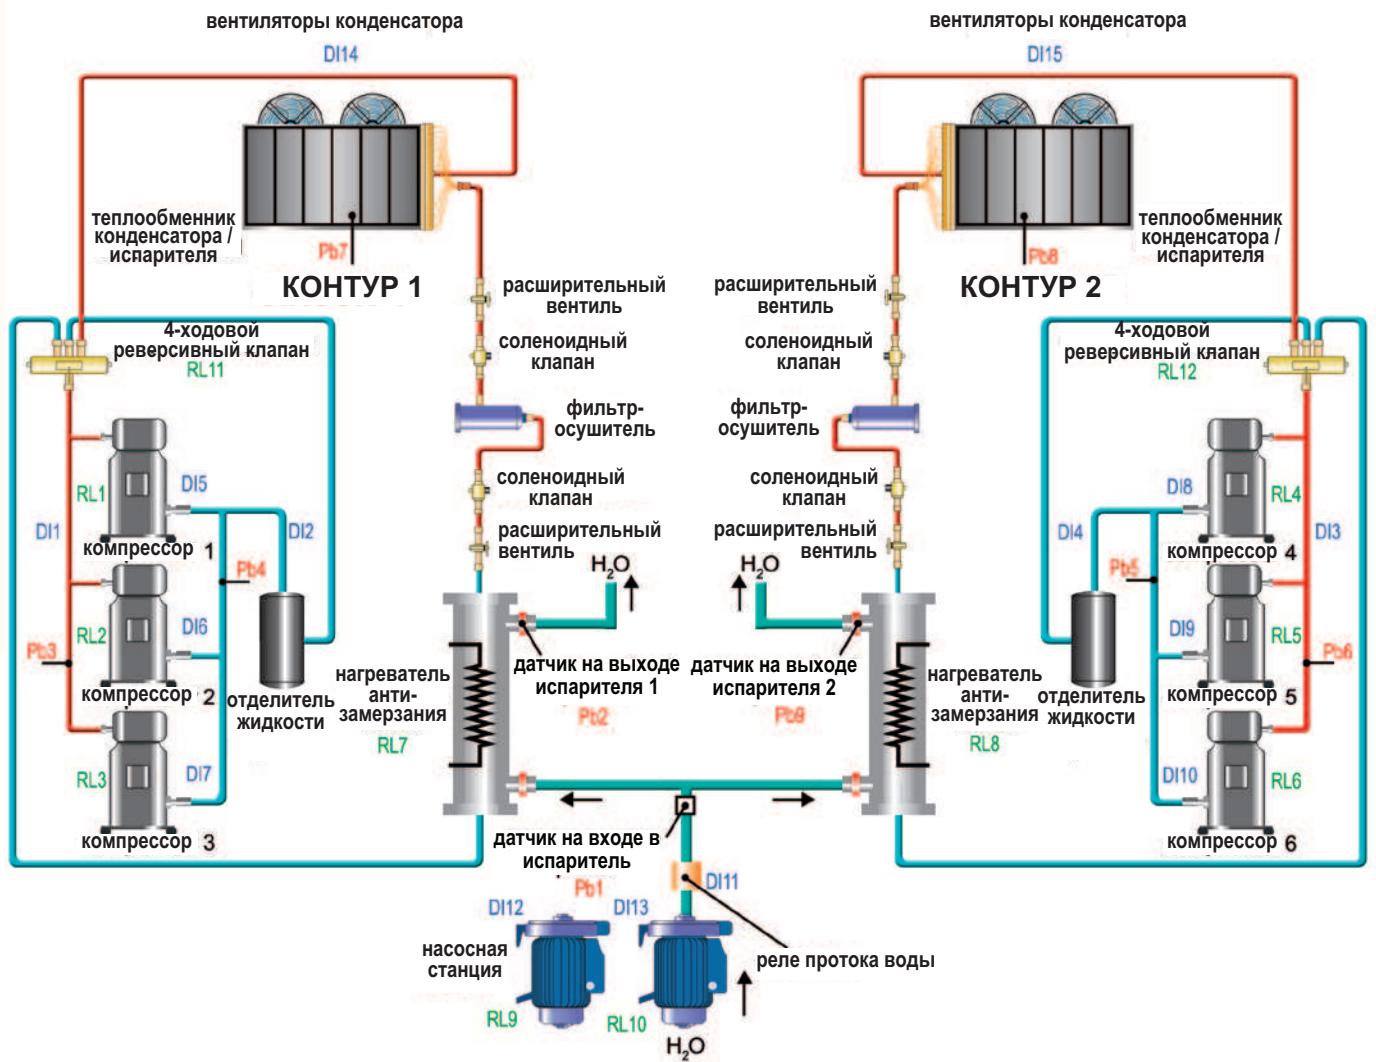 вентиляторы конденсатора
DI14
вентиляторы конденсатора
DI15
теплообменник
конденсатора /
испарителя
Pb7
КОНТУР 1
теплообменник
конденсатора /
испарителя
Pb8
КОНТУР 2
расширительный
вентиль
расширительный
вентиль
4-ходовой
реверсивный клапан
RL11
соленоидный
клапан
соленоидный
клапан
4-ходовой
реверсивный клапан
RL12
фильтр-
осушитель
фильтр-
осушитель
соленоидный
клапан
соленоидный
клапан
расширительный
вентиль
расширительный
вентиль
RL1
DI5
DI1
DI2
компрессор 1
Pb4
RL2
DI6
Pb3
компрессор 2
отделитель
жидкости
RL3
DI7
компрессор 3
DI8
RL4
DI4
DI3
компрессор 4
Pb5
DI9
RL5
Pb6
компрессор 5
отделитель
жидкости
DI10
RL6
компрессор 6
H2O
H2O
нагреватель
анти-
замерзания
RL7
датчик на выходе
испарителя 1
Pb2
датчик на выходе
испарителя 2
Pb9
нагреватель
анти-
замерзания
RL8
датчик на входе в
испаритель
Pb1
DI11
DI12
DI13
насосная
станция
реле протока воды
RL9
RL10
H2O